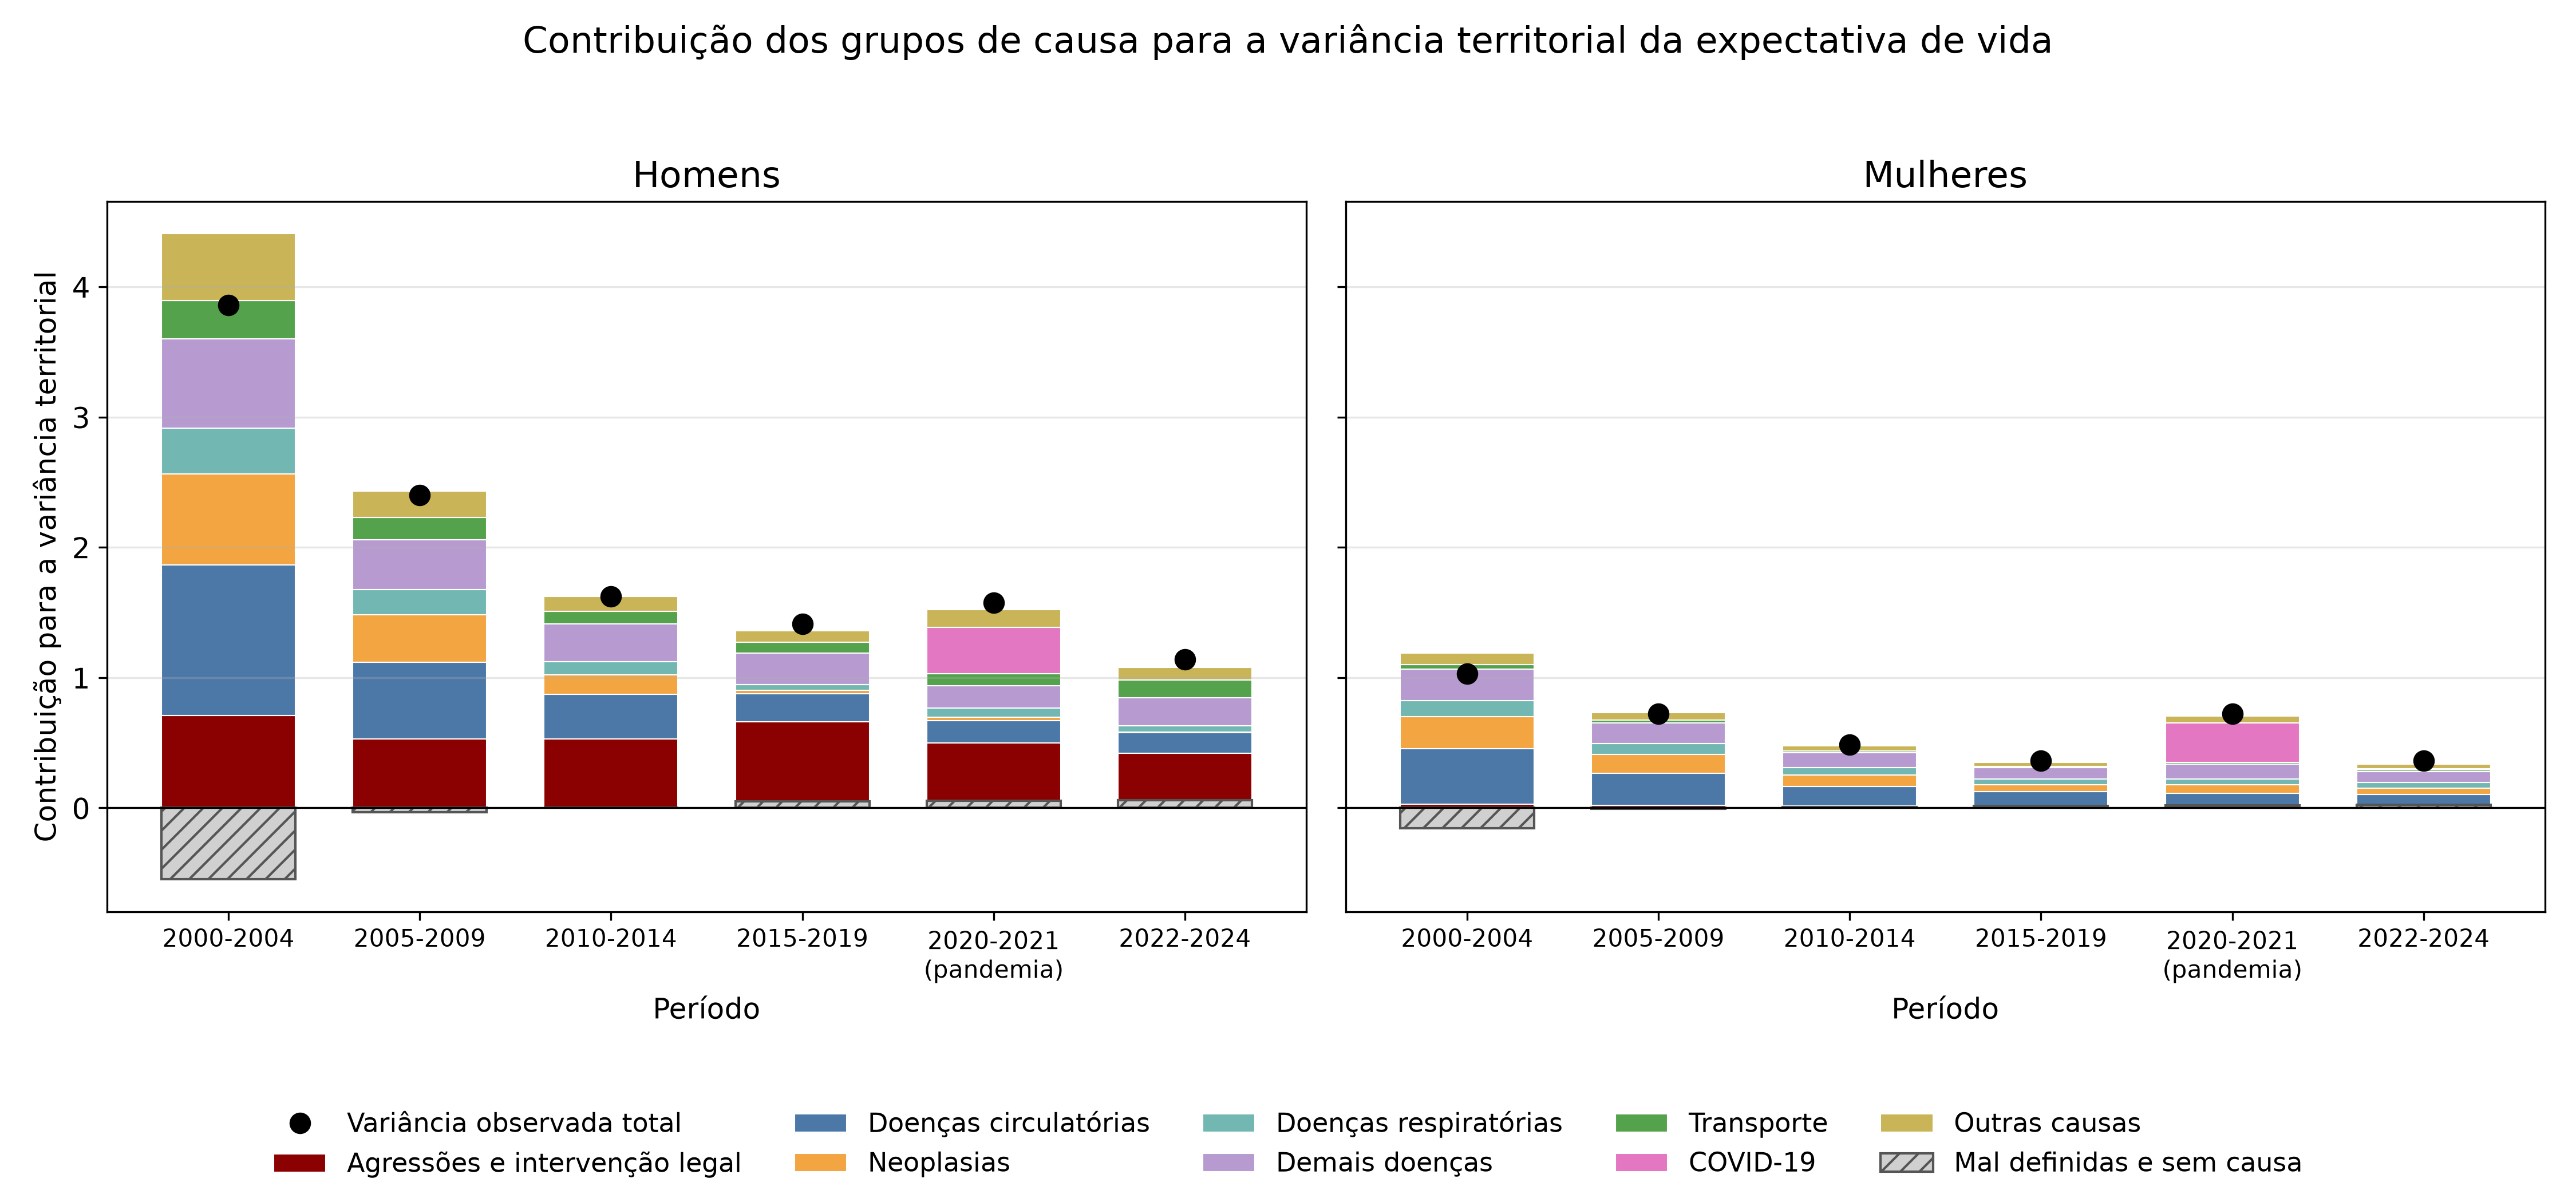 Contribuição dos grupos de causa para a variância territorial da expectativa de vida
Homens
Mulheres
Contribuição para a variância territorial
4
3
2
1
0
2000-2004
2005-2009
2010-2014
2015-2019
2020-2021
(pandemia)
2022-2024
Período
2000-2004
2005-2009
2010-2014
2015-2019
2020-2021
(pandemia)
2022-2024
Período
Variância observada total
Agressões e intervenção legal
Doenças circulatórias
Neoplasias
Doenças respiratórias
Demais doenças
Transporte
COVID-19
Outras causas
Mal definidas e sem causa